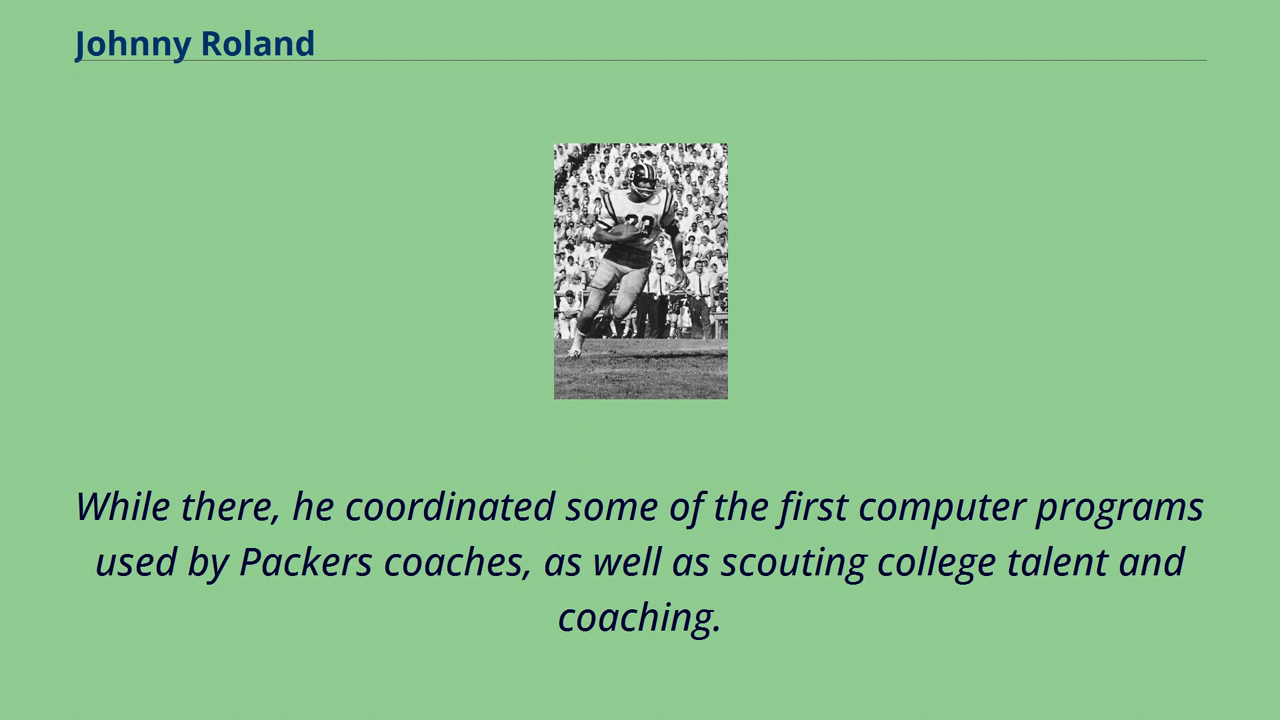 Johnny Roland
While there, he coordinated some of the first computer programs
used by Packers coaches, as well as scouting college talent and
coaching.